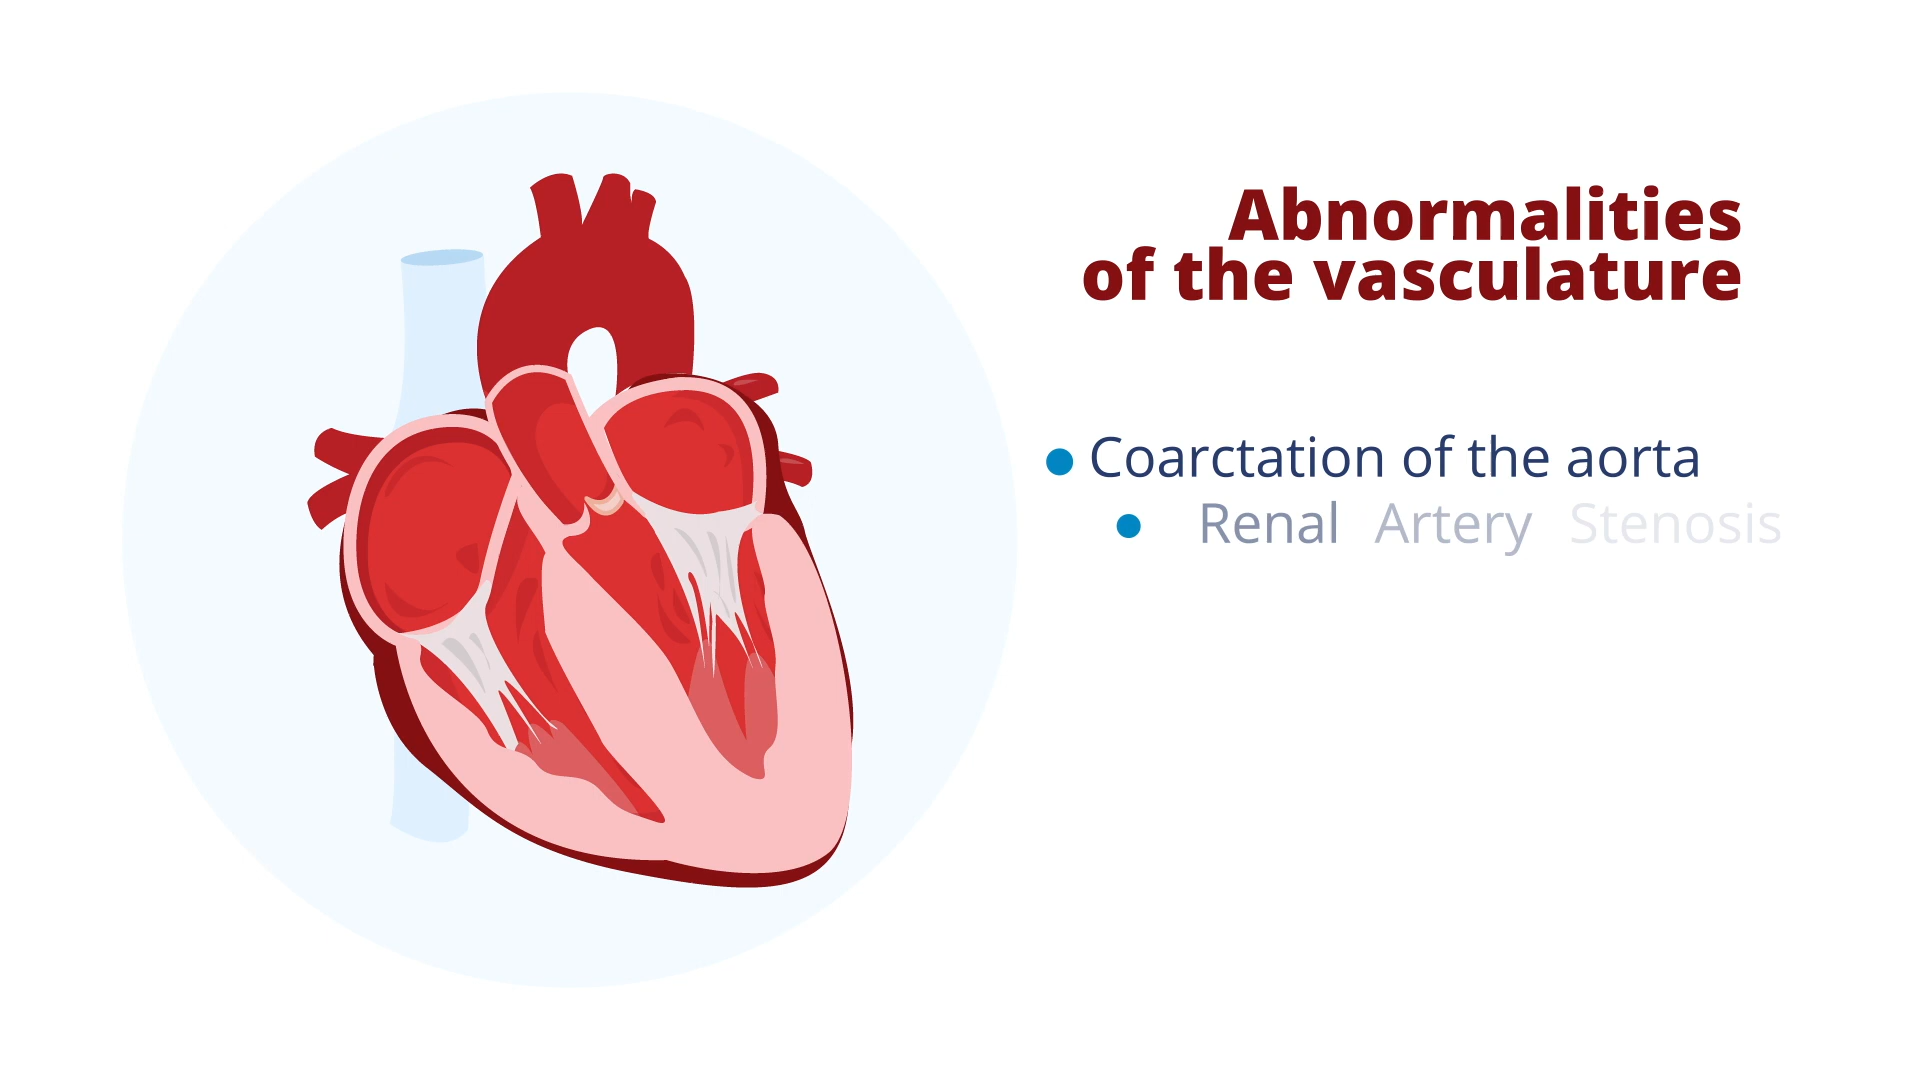 Abnormalities
of the vasculature
• Coarctation of the aorta
• Renal Artery Stenosis